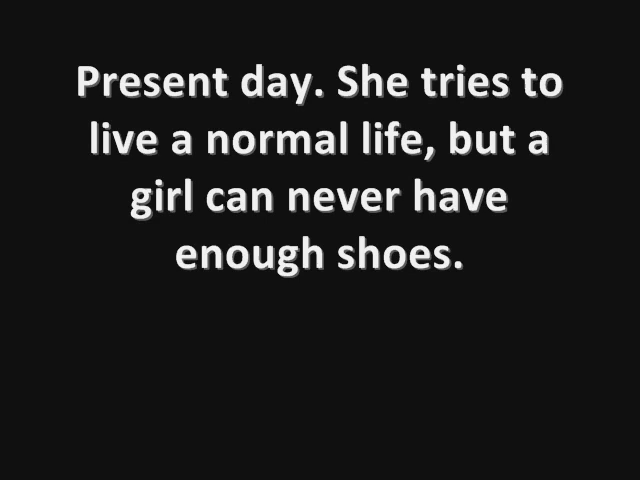 Present day. She tries to
live a normal life, but a
girl can never have
enough shoes.